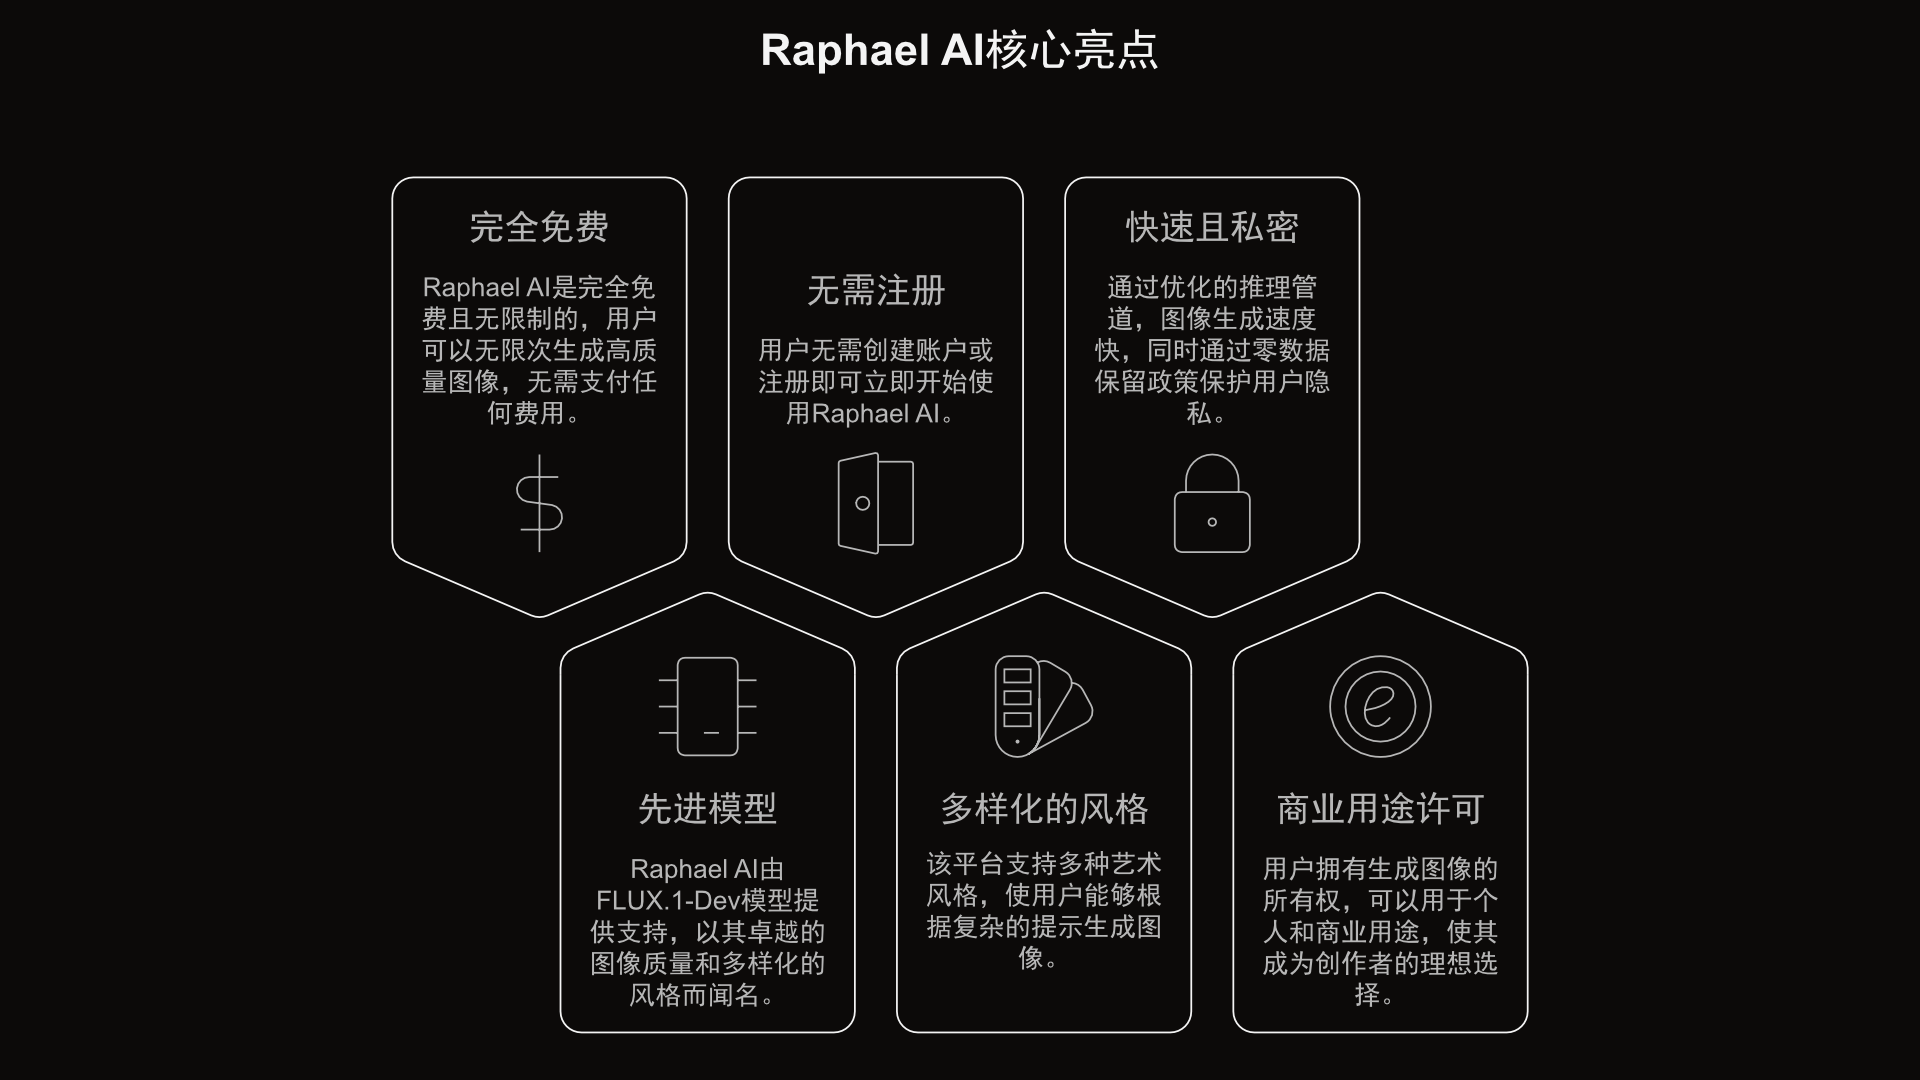 Raphael AI核心亮点
完全免费
Raphael AI是完全免
费且无限制的，用户
可以无限次生成高质
量图像，无需支付任
何费用。
无需注册
用户无需创建账户或
注册即可立即开始使
用Raphael AI。
快速且私密
通过优化的推理管
道，图像生成速度
快，同时通过零数据
保留政策保护用户隐
私。
先进模型
Raphael AI由
FLUX.1-Dev模型提
供支持，以其卓越的
图像质量和多样化的
风格而闻名。
多样化的风格
该平台支持多种艺术
风格，使用户能够根
据复杂的提示生成图
像。
商业用途许可
用户拥有生成图像的
所有权，可以用于个
人和商业用途，使其
成为创作者的理想选
择。